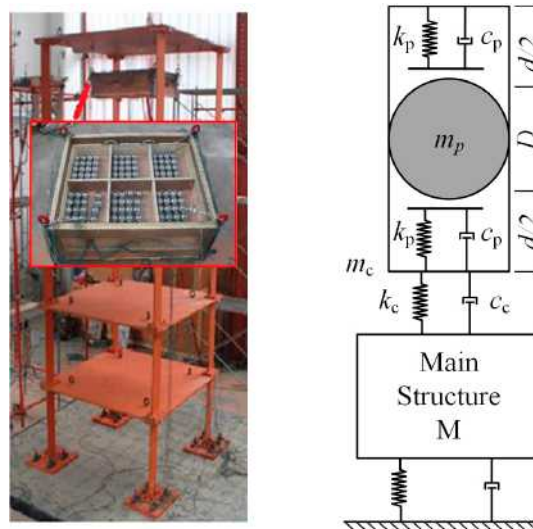 k_p c_p d/2
m_p D
k_p c_p d/2
m_c
k_c c_c
Main
Structure
M